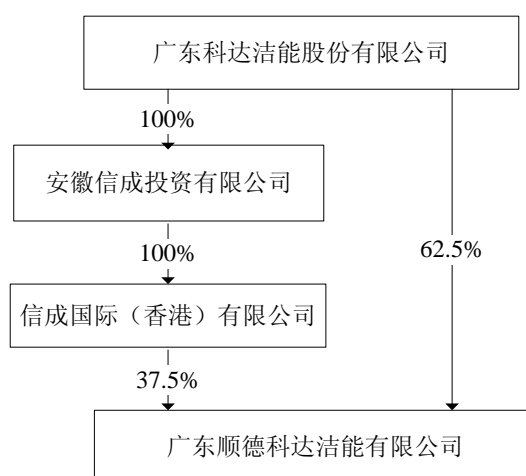 广东科达洁能股份有限公司
100%
安徽信成投资有限公司
100%
62.5%
信成国际（香港）有限公司
37.5%
广东顺德科达洁能有限公司